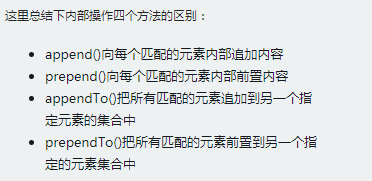 这里总结下内部操作四个方法的区别：
append()向每个匹配的元素内部追加内容
prepend()向每个匹配的元素内部前置内容
appendTo()把所有匹配的元素追加到另一个指
定元素的集合中
prependTo()把所有匹配的元素前置到另一个指
定的元素集合中